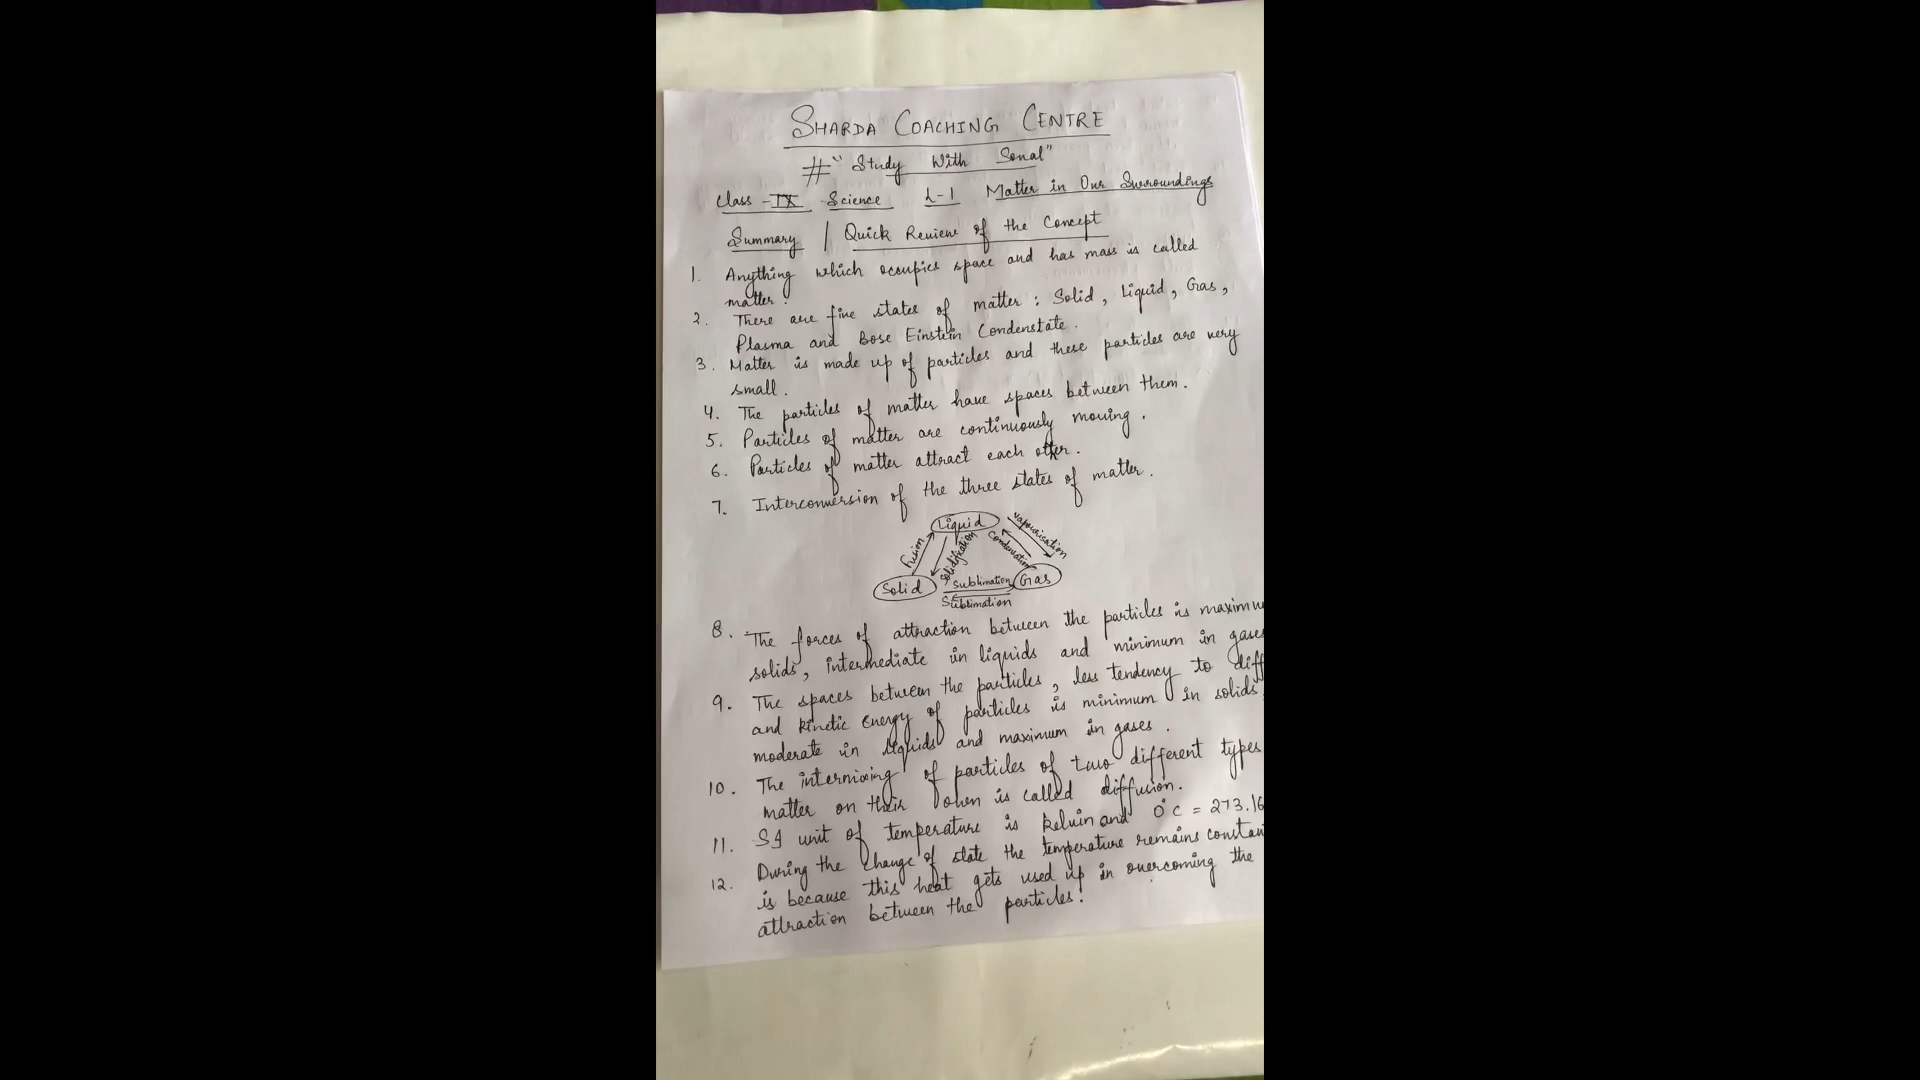 SHARDA COACHING CENTRE
# "Study With Sonal"
Class - IX Science L-1 Matter in Our Surroundings
Summary / Quick Review of the Concept
1. Anything which occupies space and has mass is called
matter.
2. There are five states of matter : Solid, Liquid, Gas,
Plasma and Bose Einstein Condenstate.
3. Matter is made up of particles and these particles are very
small.
4. The particles of matter have spaces between them.
5. Particles of matter are continuously moving.
6. Particles of matter attract each other.
7. Interconversion of the three states of matter.
Liquid
Fusion
Solidification
Condensation
Vapourisation
Solid
Sublimation
Gas
Sublimation
8. The forces of attraction between the particles is maximu
solids, intermediate in liquids and minimum in gases
9. The spaces between the particles, less tendency to diff
and kinetic energy of particles is minimum in solids,
moderate in liquids and maximum in gases.
10. The intermixing of particles of two different types
matter on their own is called diffusion.
11. SI unit of temperature is kelvin and 0°C = 273.16
12. During the change of state the temperature remains constan
is because this heat gets used up in overcoming the
attraction between the particles.